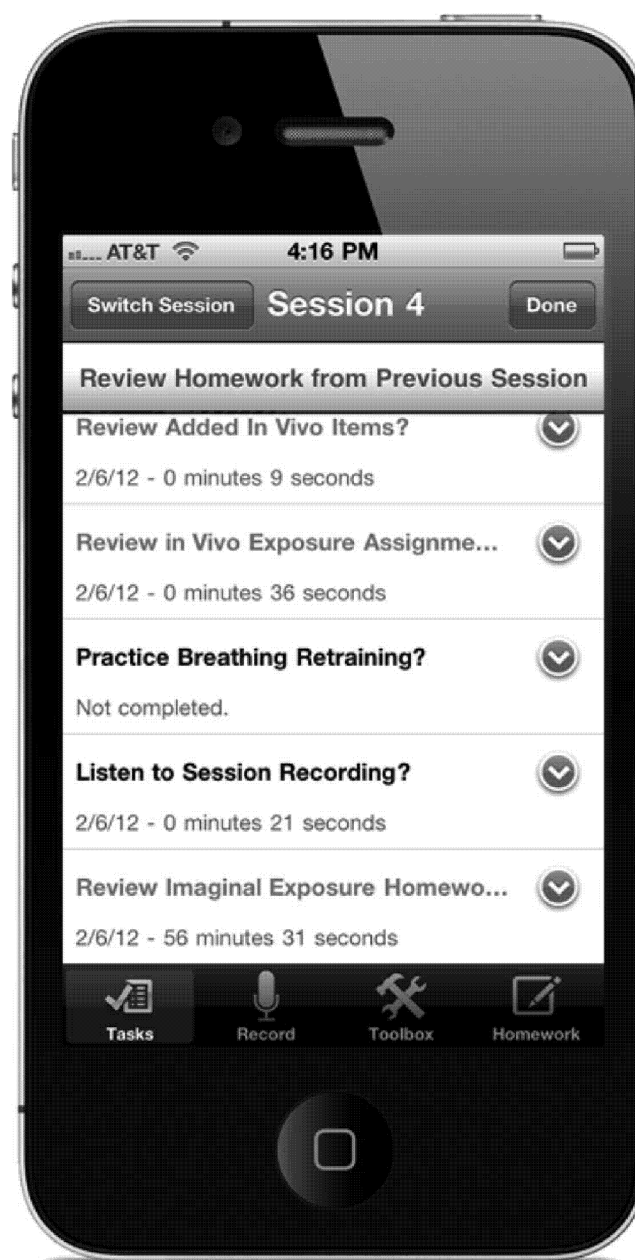 AT&T 4:16 PM
Switch Session Session 4 Done
Review Homework from Previous Session
Review Added In Vivo Items?
2/6/12 - 0 minutes 9 seconds
Review in Vivo Exposure Assignme...
2/6/12 - 0 minutes 36 seconds
Practice Breathing Retraining?
Not completed.
Listen to Session Recording?
2/6/12 - 0 minutes 21 seconds
Review Imaginal Exposure Homewo...
2/6/12 - 56 minutes 31 seconds
Tasks Record Toolbox Homework